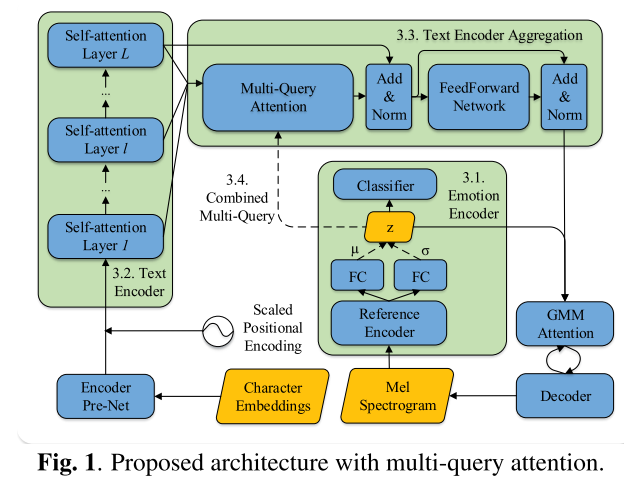 Self-attention
Layer L
...
Self-attention
Layer l
...
Self-attention
Layer 1
3.2. Text
Encoder
3.3. Text Encoder Aggregation
Multi-Query
Attention
Add
&
Norm
FeedForward
Network
Add
&
Norm
3.4.
Combined
Multi-Query
3.1.
Emotion
Encoder
Classifier
z
μ
σ
FC
FC
Reference
Encoder
Scaled
Positional
Encoding
GMM
Attention
Encoder
Pre-Net
Character
Embeddings
Mel
Spectrogram
Decoder
Fig. 1. Proposed architecture with multi-query attention.